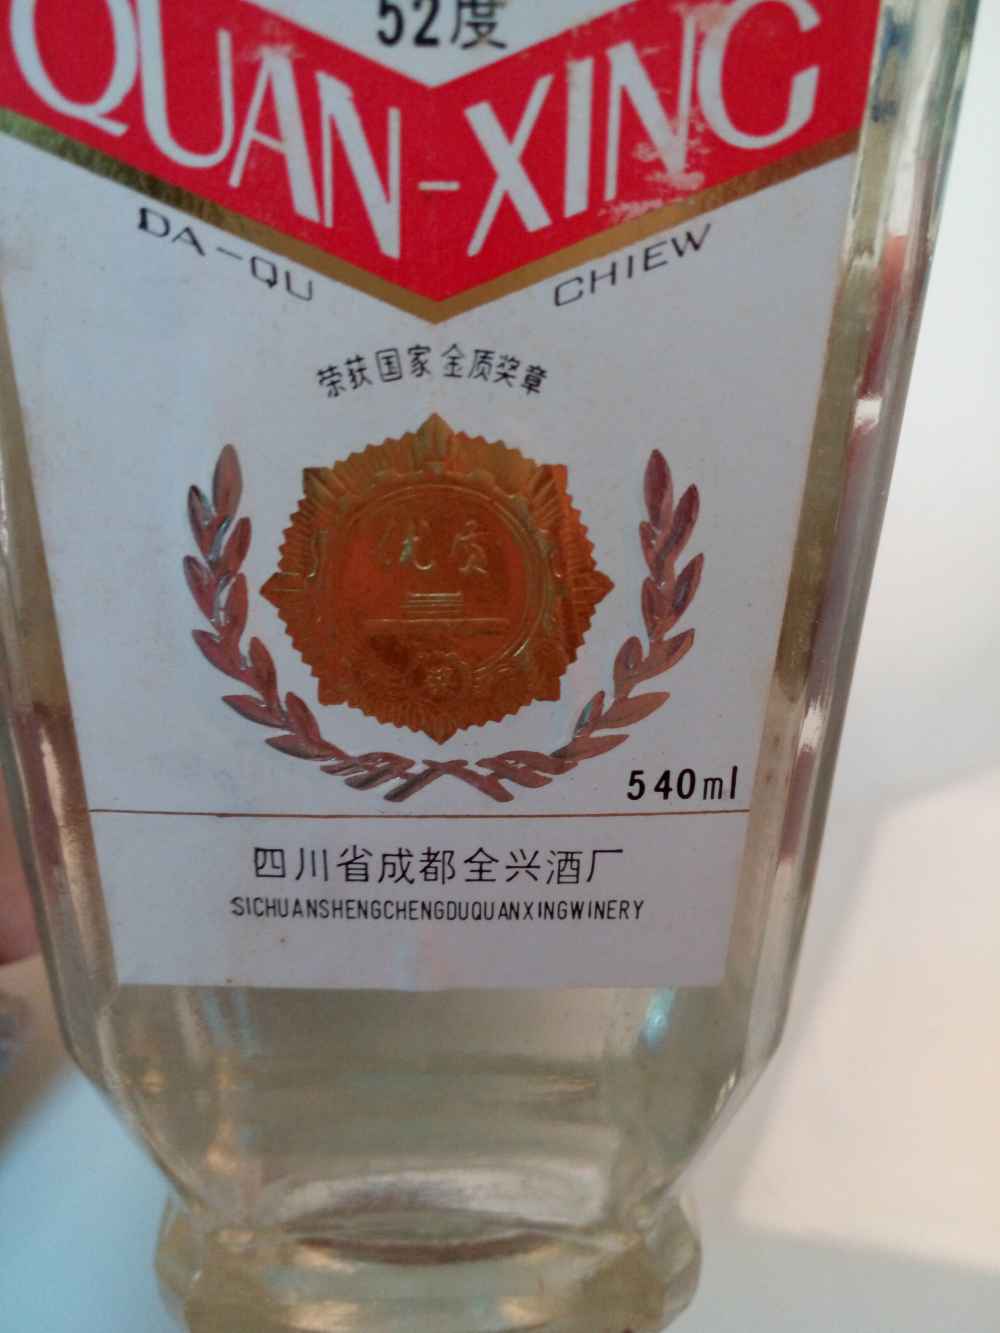 52度
QUAN-XING
DA-QU CHIEW
荣获国家金质奖章
优质
540ml
四川省成都全兴酒厂
SICHUANSHENGCHENGDUQUANXINGWINERY